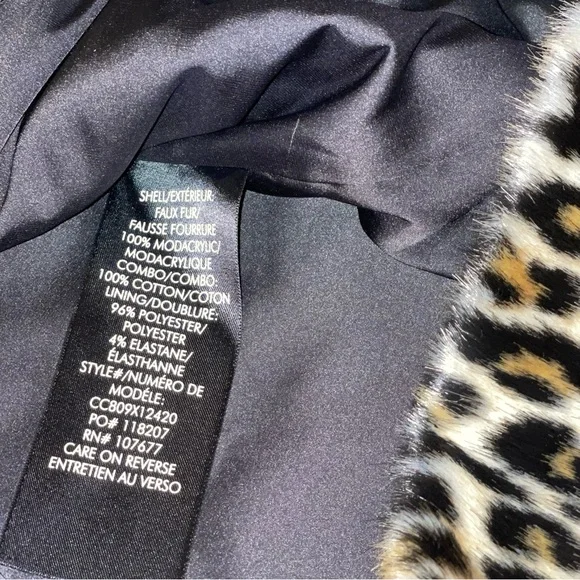 SHELL/EXTÉRIEUR:
FAUX FUR/
FAUSSE FOURRURE
100% MODACRYLIC/
MODACRYLIQUE
COMBO/COMBO:
100% COTTON/COTON
LINING/DOUBLURE:
96% POLYESTER/
POLYESTER
4% ELASTANE/
ÉLASTHANNE
STYLE#/NUMÉRO DE
MODÈLE:
CC809X12420
PO# 118207
RN# 107677
CARE ON REVERSE
ENTRETIEN AU VERSO